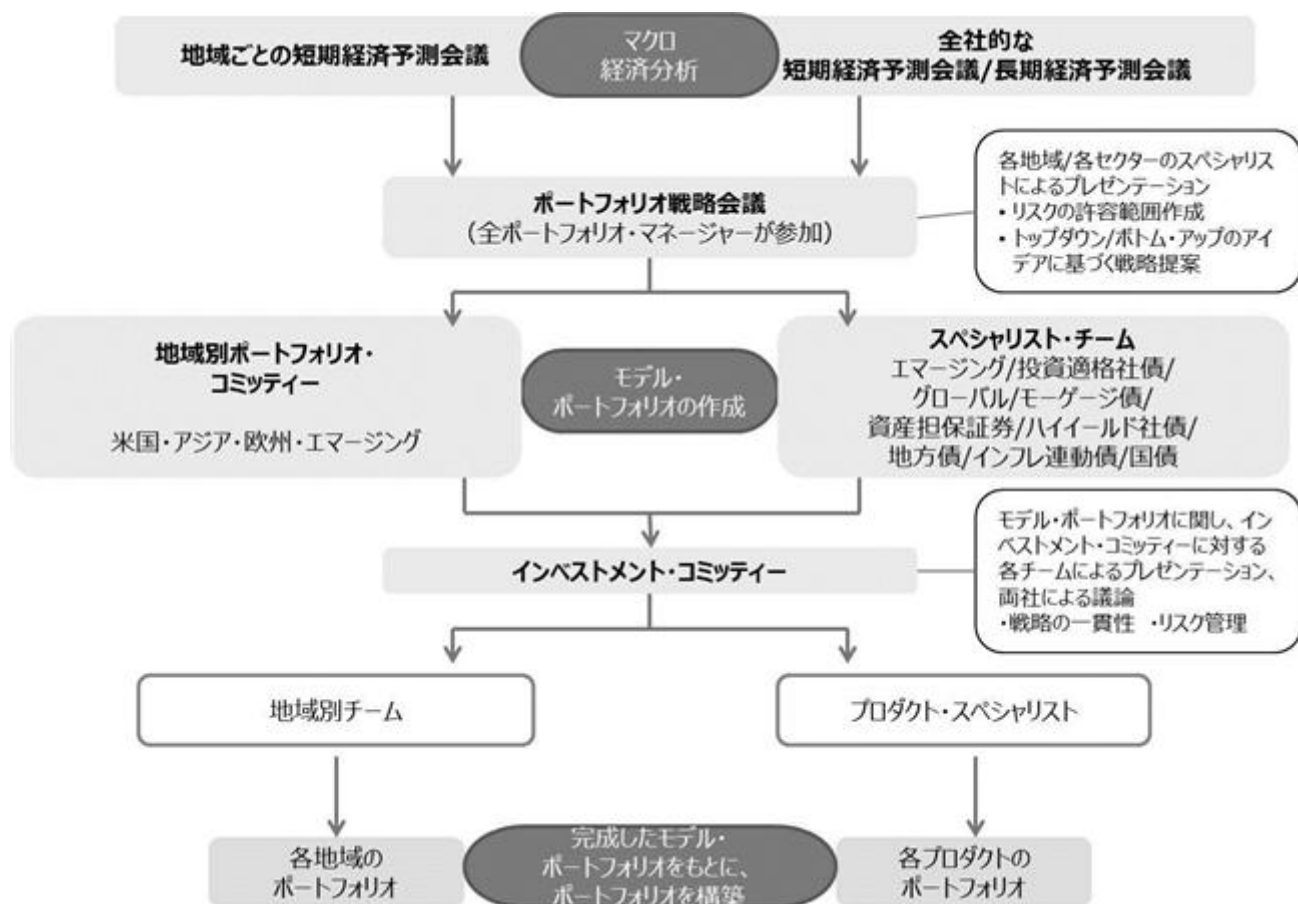 地域ごとの短期経済予測会議
マクロ
経済分析
全社的な
短期経済予測会議/長期経済予測会議
各地域/各セクターのスペシャリス
トによるプレゼンテーション
・リスクの許容範囲作成
・トップダウン/ボトム・アップのアイ
デアに基づく戦略提案
ポートフォリオ戦略会議
（全ポートフォリオ・マネージャーが参加）
地域別ポートフォリオ・
コミッティー
米国・アジア・欧州・エマージング
モデル・
ポートフォリオの作成
スペシャリスト・チーム
エマージング/投資適格社債/
グローバル/モーゲージ債/
資産担保証券/ハイイールド社債/
地方債/インフレ連動債/国債
インベストメント・コミッティー
モデル・ポートフォリオに関し、イン
ベストメント・コミッティーに対する
各チームによるプレゼンテーション、
両社による議論
・戦略の一貫性 ・リスク管理
地域別チーム
プロダクト・スペシャリスト
各地域の
ポートフォリオ
完成したモデル・
ポートフォリオをもとに、
ポートフォリオを構築
各プロダクトの
ポートフォリオ